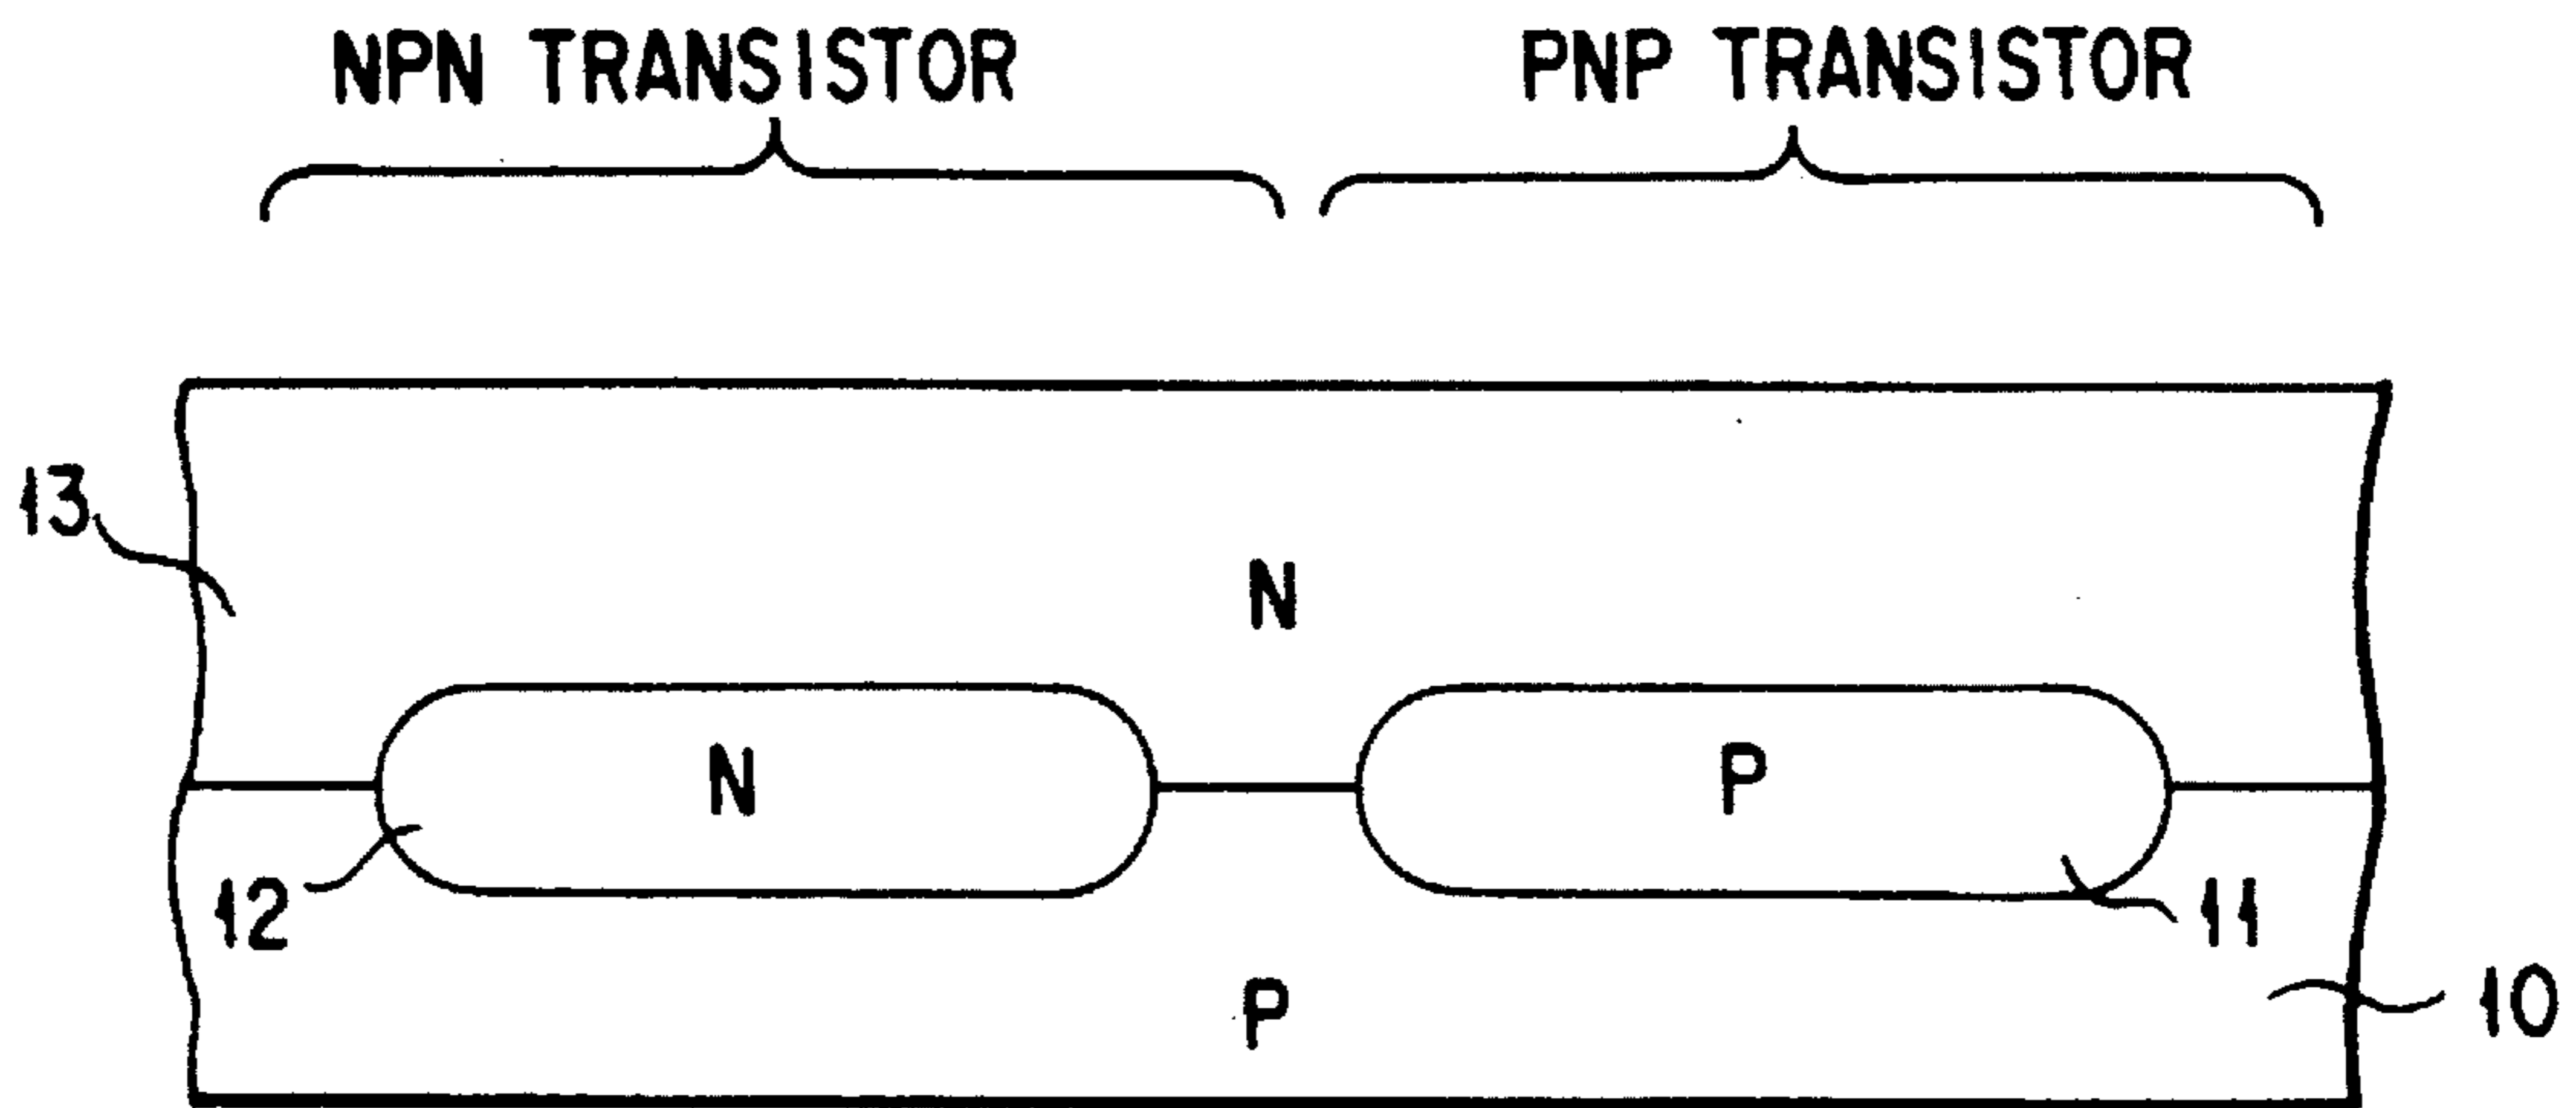 NPN TRANSISTOR PNP TRANSISTOR
13
N
N P
12 11
P 10